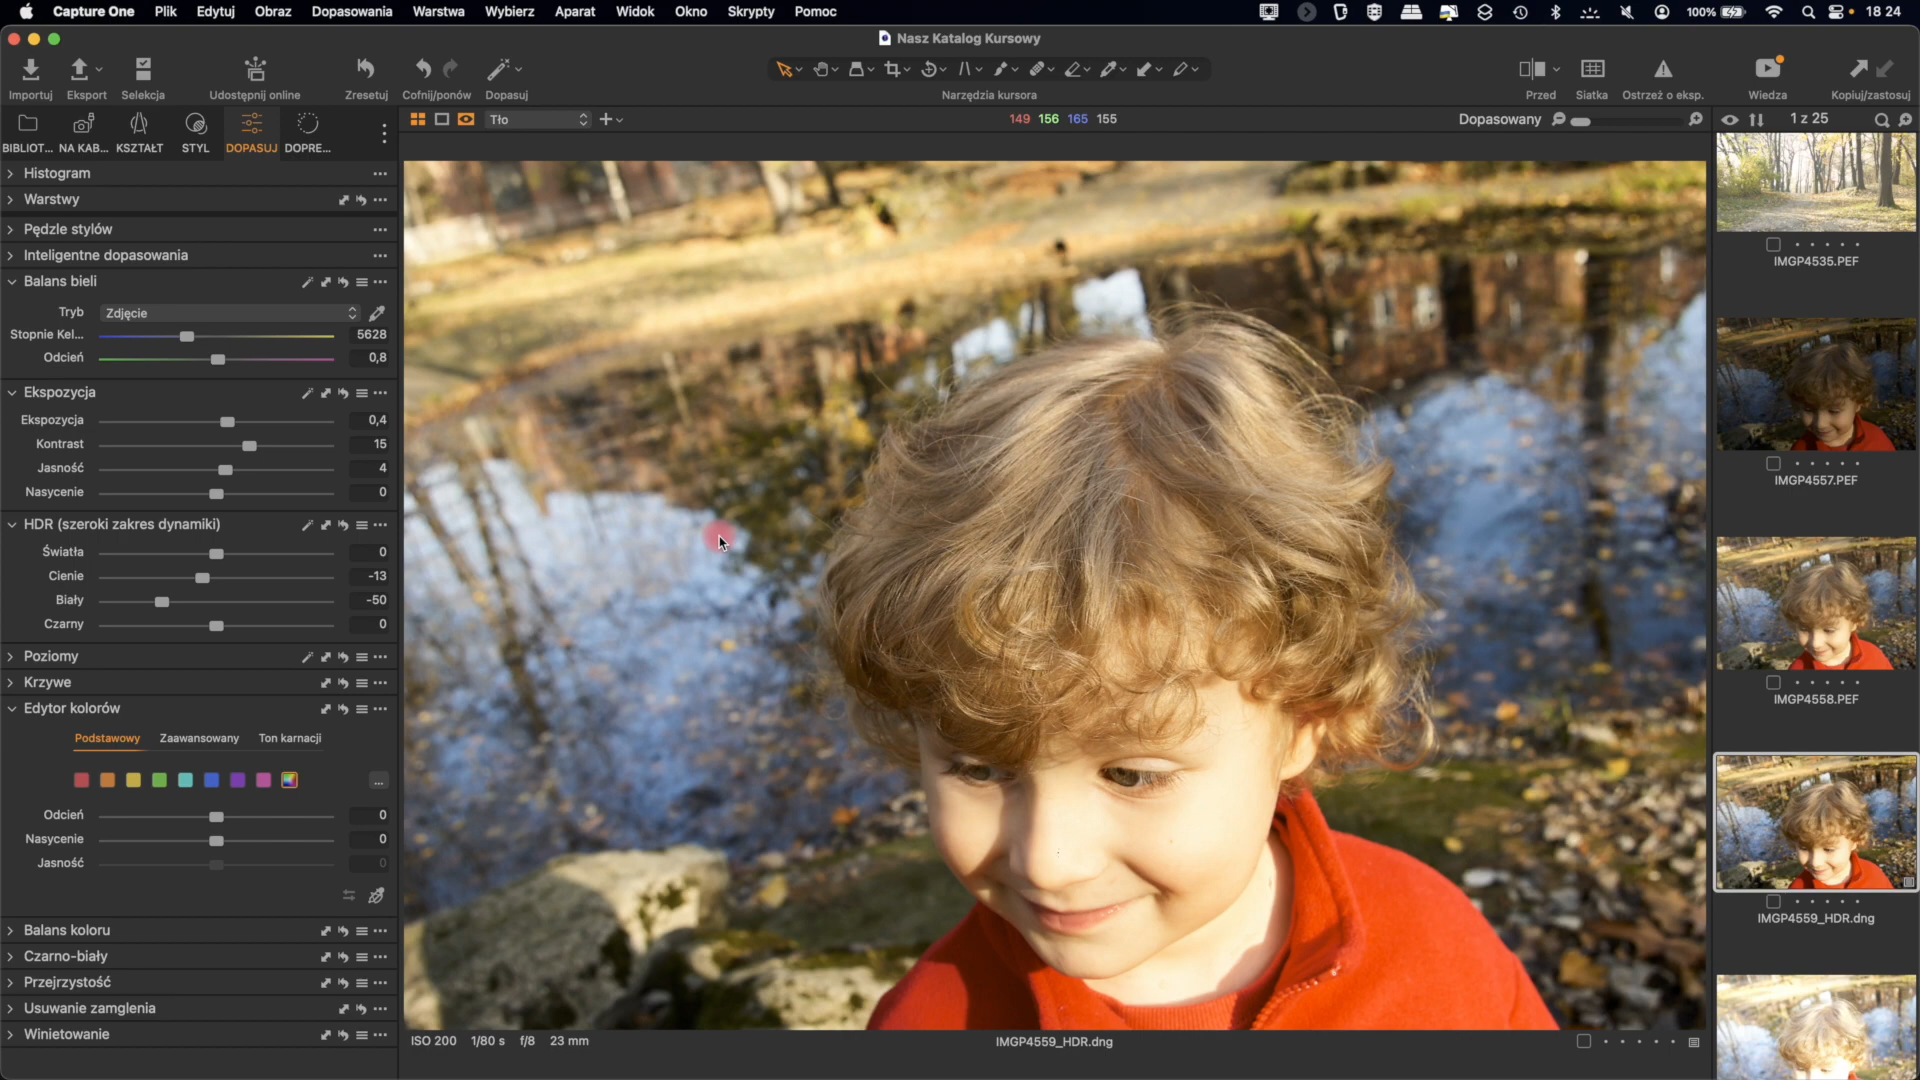 Capture One Plik Edytuj Obraz Dopasowania Warstwa Wybierz Aparat Widok Okno Skrypty Pomoc 100% 18 24
Nasz Katalog Kursowy
Importuj Eksport Selekcja Udostępnij online Zresetuj Cofnij/ponów Dopasuj Narzędzia kursora Przed Siatka Ostrzeż o eksp. Wiedza Kopiuj/zastosuj
BIBLIOT... NA KAB... KSZTAŁT STYL DOPASUJ DOPRE...
Tło 149 156 165 155 Dopasowany 1 z 25
Histogram
Warstwy
Pędzle stylów
Inteligentne dopasowania
Balans bieli
Tryb Zdjęcie
Stopnie Kel... 5628
Odcień 0,8
Ekspozycja
Ekspozycja 0,4
Kontrast 15
Jasność 4
Nasycenie 0
HDR (szeroki zakres dynamiki)
Światła 0
Cienie -13
Biały -50
Czarny 0
Poziomy
Krzywe
Edytor kolorów
Podstawowy Zaawansowany Ton karnacji
...
Odcień 0
Nasycenie 0
Jasność 0
Balans koloru
Czarno-biały
Przejrzystość
Usuwanie zamglenia
Winietowanie
ISO 200 1/80 s f/8 23 mm IMGP4559_HDR.dng
IMGP4535.PEF
IMGP4557.PEF
IMGP4558.PEF
IMGP4559_HDR.dng